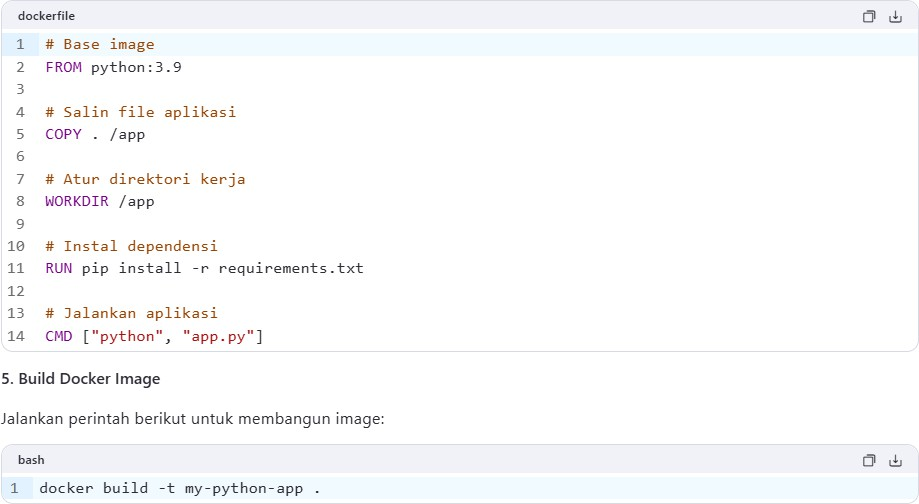 dockerfile
1 # Base image
2 FROM python:3.9
3
4 # Salin file aplikasi
5 COPY . /app
6
7 # Atur direktori kerja
8 WORKDIR /app
9
10 # Instal dependensi
11 RUN pip install -r requirements.txt
12
13 # Jalankan aplikasi
14 CMD ["python", "app.py"]
5. Build Docker Image
Jalankan perintah berikut untuk membangun image:
bash
1 docker build -t my-python-app .